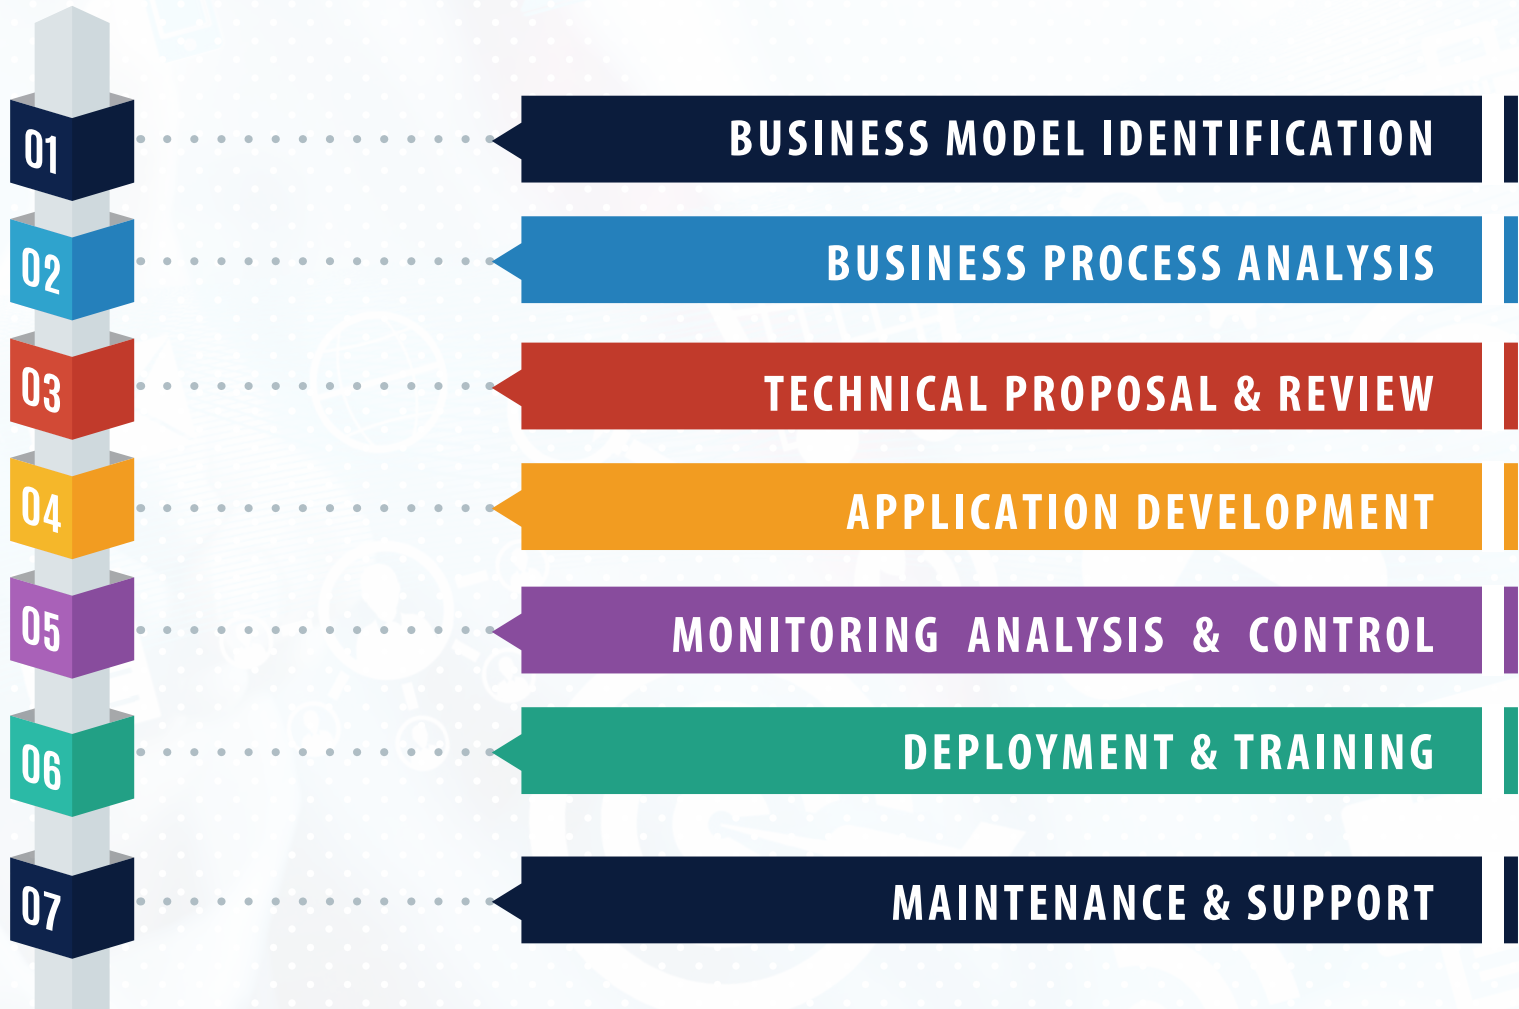 01
BUSINESS MODEL IDENTIFICATION
02
BUSINESS PROCESS ANALYSIS
03
TECHNICAL PROPOSAL & REVIEW
04
APPLICATION DEVELOPMENT
05
MONITORING ANALYSIS & CONTROL
06
DEPLOYMENT & TRAINING
07
MAINTENANCE & SUPPORT